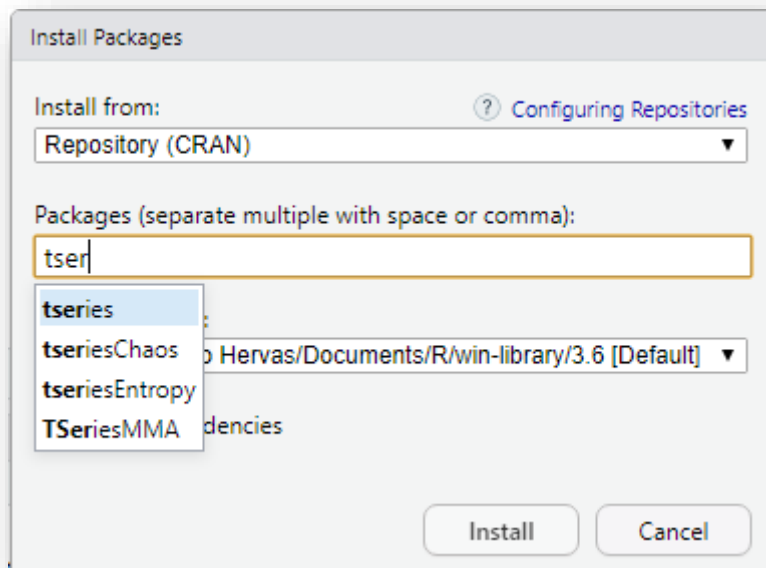 Install Packages
Install from:
? Configuring Repositories
Repository (CRAN)
Packages (separate multiple with space or comma):
tser
tseries
tseriesChaos
Hervas/Documents/R/win-library/3.6 [Default]
tseriesEntropy
TSeriesMMA
dencies
Install
Cancel